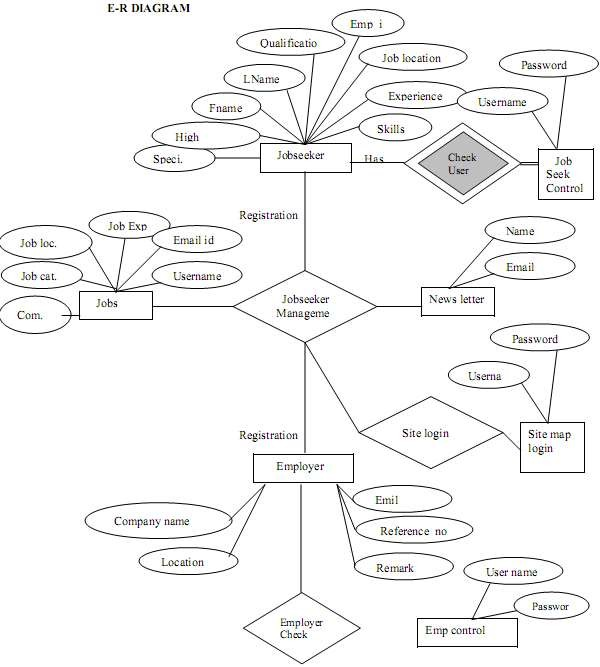 E-R DIAGRAM
Emp i
Qualificatio
Job location
Password
LName
Experience
Username
Fname
Skills
High
Speci.
Jobseeker
Has
Check
User
Job
Seek
Control
Registration
Job Exp
Job loc.
Email id
Name
Job cat.
Username
Email
Com.
Jobs
Jobseeker
Manageme
News letter
Password
Userna
Registration
Site login
Site map
login
Employer
Emil
Company name
Reference no
Location
Remark
User name
Passwor
Employer
Check
Emp control